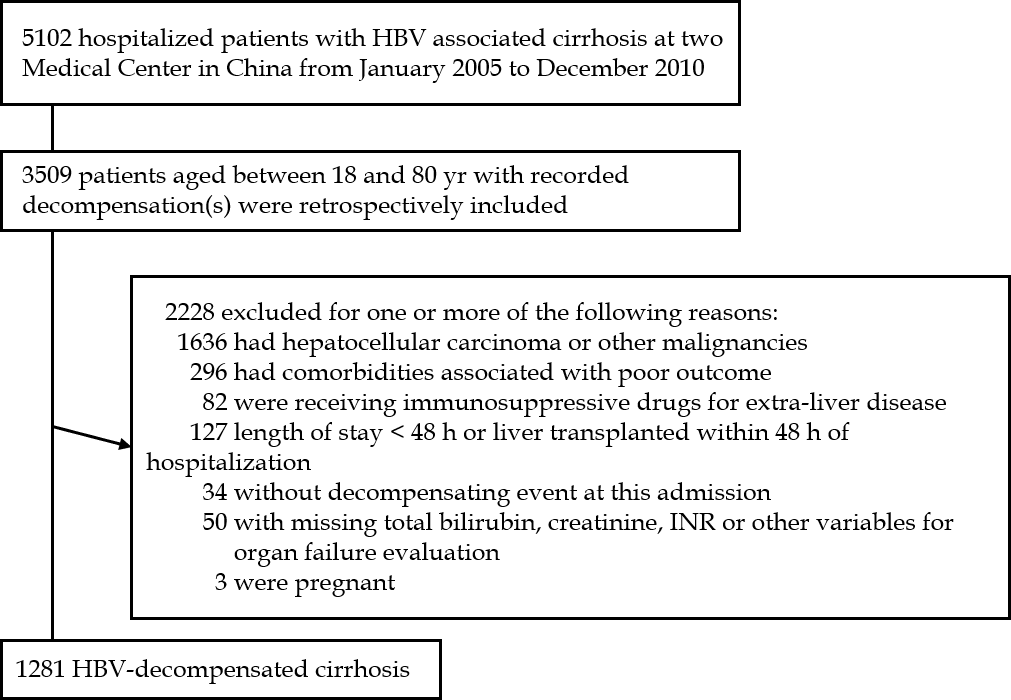 5102 hospitalized patients with HBV associated cirrhosis at two
Medical Center in China from January 2005 to December 2010
3509 patients aged between 18 and 80 yr with recorded
decompensation(s) were retrospectively included
2228 excluded for one or more of the following reasons:
1636 had hepatocellular carcinoma or other malignancies
296 had comorbidities associated with poor outcome
82 were receiving immunosuppressive drugs for extra-liver disease
127 length of stay < 48 h or liver transplanted within 48 h of
hospitalization
34 without decompensating event at this admission
50 with missing total bilirubin, creatinine, INR or other variables for
organ failure evaluation
3 were pregnant
1281 HBV-decompensated cirrhosis